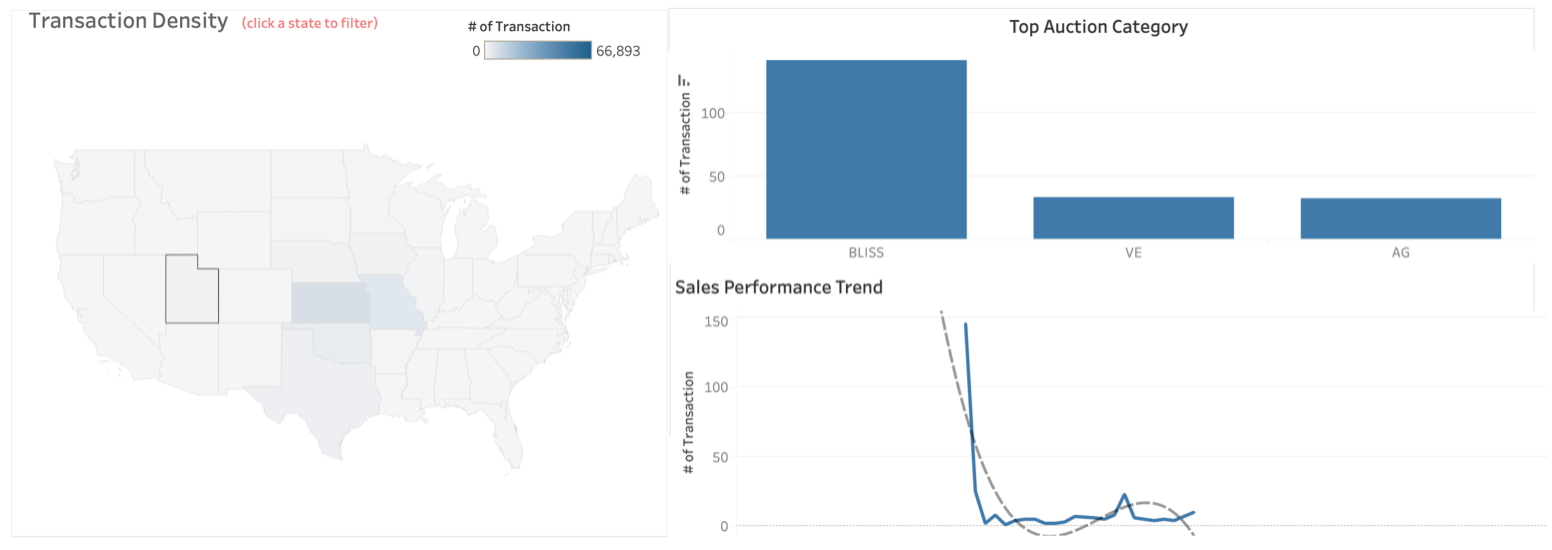 Transaction Density (click a state to filter)
# of Transaction
0 66,893
Top Auction Category
# of Transaction
100
50
0
BLISS VE AG
Sales Performance Trend
# of Transaction
150
100
50
0